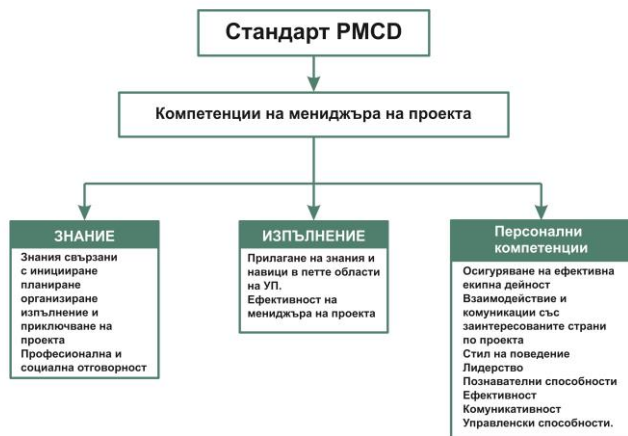 Стандарт PMCD
Компетенции на мениджъра на проекта
ЗНАНИЕ
Знания свързани
с иницииране
планиране
организиране
изпълнение и
приключване на
проекта
Професионална и
социална отговорност
ИЗПЪЛНЕНИЕ
Прилагане на знания и
навици в петте области
на УП.
Ефективност на
мениджъра на проекта
Персонални
компетенции
Осигуряване на ефективна
екипна дейност
Взаимодействие и
комуникации със
заинтересованите страни
по проекта
Стил на поведение
Лидерство
Познавателни способности
Ефективност
Комуникативност
Управленски способности.